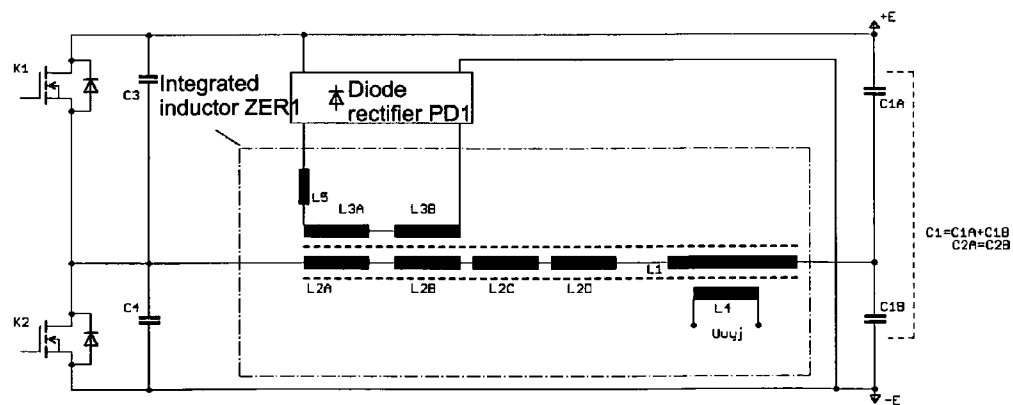 +E
K1
C3
Integrated
inductor ZER1
Diode
rectifier PD1
C1A
L5
L3A
L3B
C1=C1A+C1B
C2A=C2B
L1
L2A
L2B
L2C
L2D
L4
Uwyj
K2
C4
C1B
-E